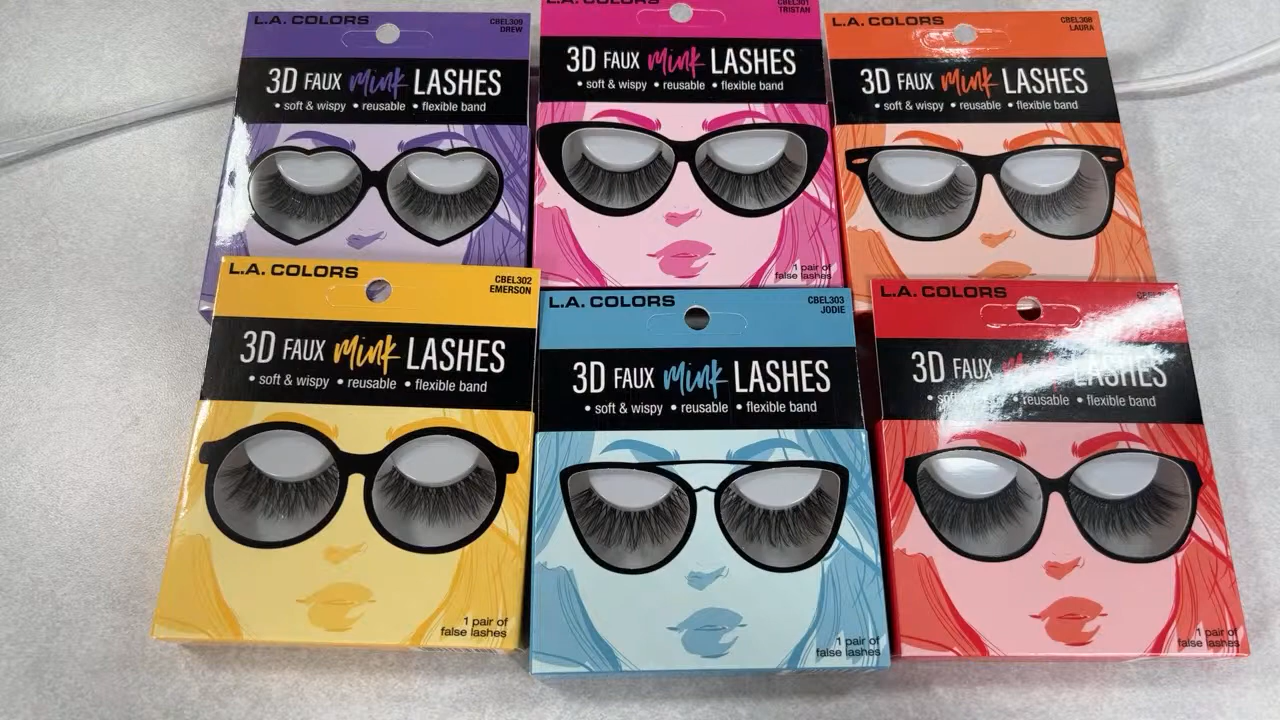 L.A. COLORS
CBEL309
DREW
3D FAUX mink LASHES
• soft & wispy • reusable • flexible band
L.A. COLORS
CBEL301
TRISTAN
3D FAUX mink LASHES
• soft & wispy • reusable • flexible band
1 pair of
false lashes
L.A. COLORS
CBEL308
LAURA
3D FAUX mink LASHES
• soft & wispy • reusable • flexible band
L.A. COLORS
CBEL302
EMERSON
3D FAUX mink LASHES
• soft & wispy • reusable • flexible band
1 pair of
false lashes
L.A. COLORS
CBEL303
JODIE
3D FAUX mink LASHES
• soft & wispy • reusable • flexible band
1 pair of
false lashes
L.A. COLORS
3D FAUX mink LASHES
• soft & wispy • reusable • flexible band
1 pair of
false lashes